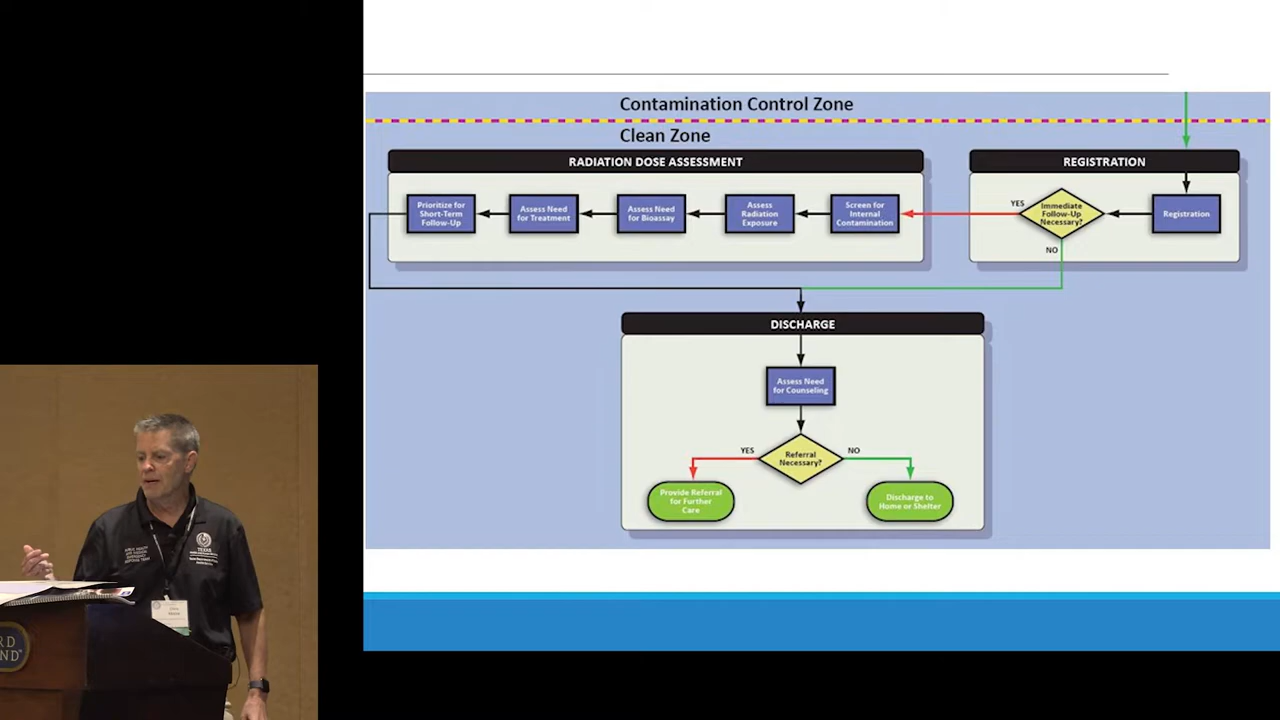 Contamination Control Zone
Clean Zone
RADIATION DOSE ASSESSMENT
Prioritize for
Short-Term
Follow-Up
Assess Need
for Treatment
Assess Need
for Bioassay
Assess
Radiation
Exposure
Screen for
Internal
Contamination
REGISTRATION
YES
Immediate
Follow-Up
Necessary?
Registration
NO
DISCHARGE
Assess Need
for Counseling
YES
Referral
Necessary?
NO
Provide Referral
for Further
Care
Discharge to
Home or Shelter
TEXAS